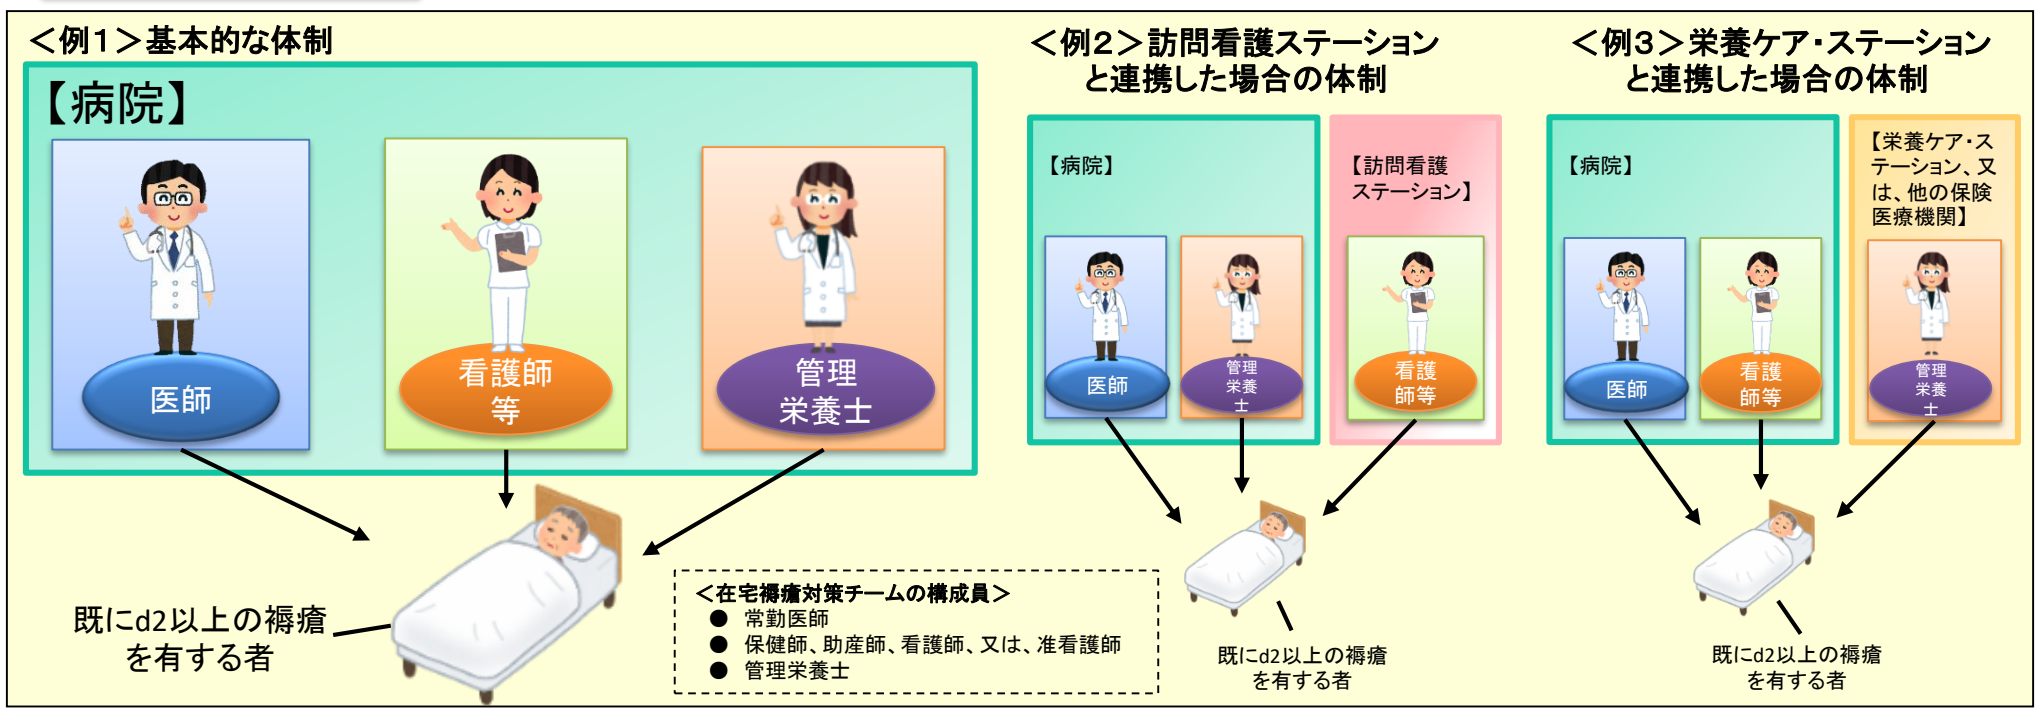 ＜例１＞基本的な体制
【病院】
医師
看護師
等
管理
栄養士
既にd2以上の褥瘡
を有する者
＜在宅褥瘡対策チームの構成員＞
● 常勤医師
● 保健師、助産師、看護師、又は、准看護師
● 管理栄養士
＜例２＞訪問看護ステーション
と連携した場合の体制
【病院】
【訪問看護
ステーション】
医師
管理
栄養
士
看護
師等
既にd2以上の褥瘡
を有する者
＜例３＞栄養ケア・ステーション
と連携した場合の体制
【病院】
【栄養ケア・ス
テーション、又
は、他の保険
医療機関】
医師
看護
師等
管理
栄養
士
既にd2以上の褥瘡
を有する者